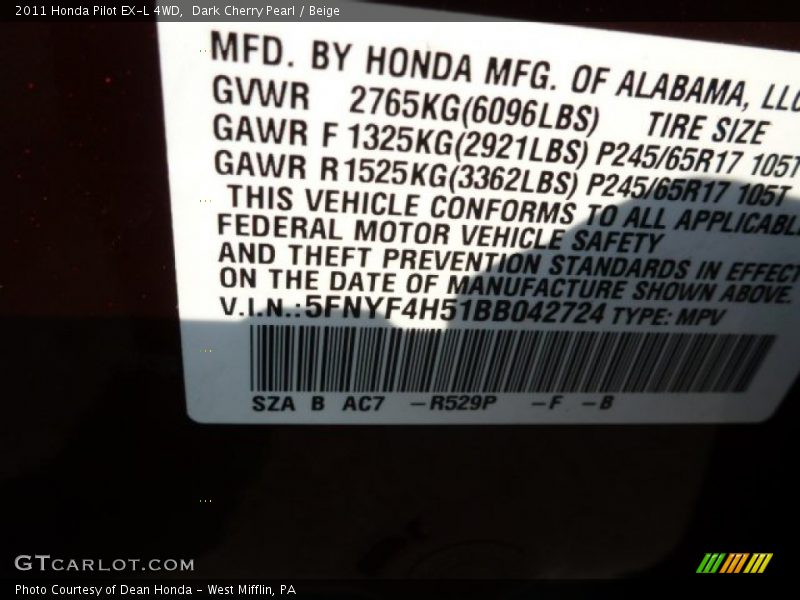 2011 Honda Pilot EX-L 4WD,  Dark Cherry Pearl / Beige
MFD. BY HONDA MFG. OF ALABAMA, LLC
GVWR 2765KG(6096LBS) TIRE SIZE
GAWR F 1325KG(2921LBS) P245/65R17 105T
GAWR R 1525KG(3362LBS) P245/65R17 105T
THIS VEHICLE CONFORMS TO ALL APPLICABL
FEDERAL MOTOR VEHICLE SAFETY
AND THEFT PREVENTION STANDARDS IN EFFECT
ON THE DATE OF MANUFACTURE SHOWN ABOVE.
V.I.N.: 5FNYF4H51BB042724 TYPE: MPV
SZA B AC7 -R529P -F -B
GTCARLOT.COM
Photo Courtesy of Dean Honda - West Mifflin, PA